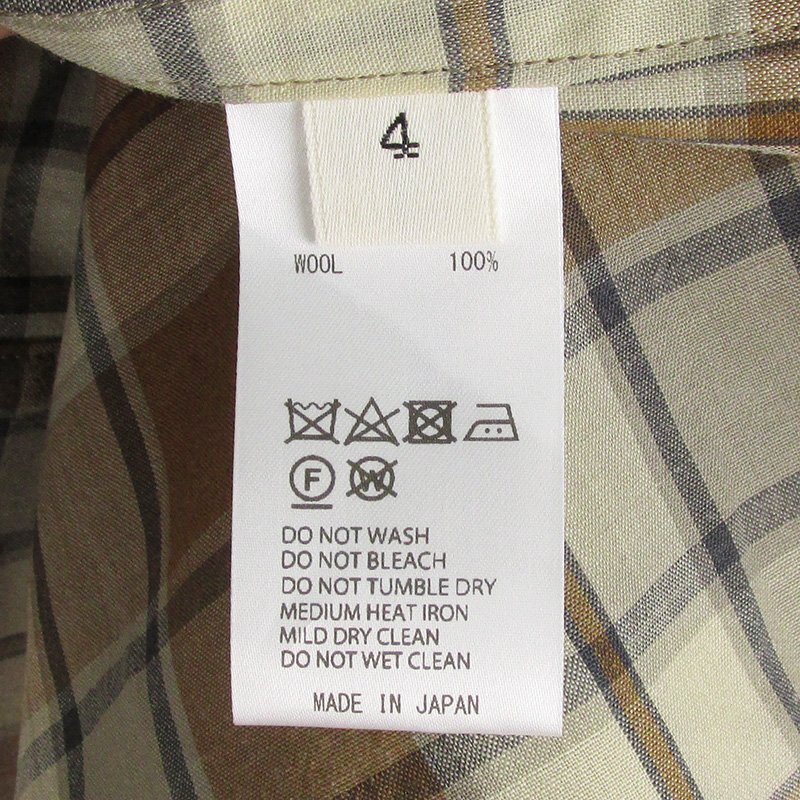 4
WOOL 100%
F W
DO NOT WASH
DO NOT BLEACH
DO NOT TUMBLE DRY
MEDIUM HEAT IRON
MILD DRY CLEAN
DO NOT WET CLEAN
MADE IN JAPAN